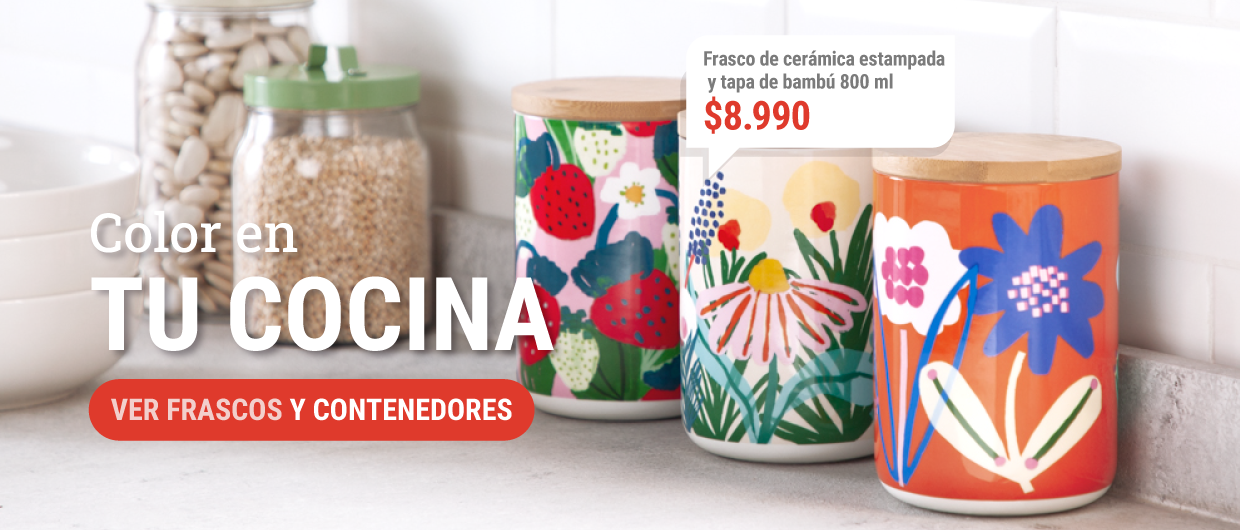 Frasco de cerámica estampada
y tapa de bambú 800 ml
$8.990
Color en
TU COCINA
VER FRASCOS Y CONTENEDORES